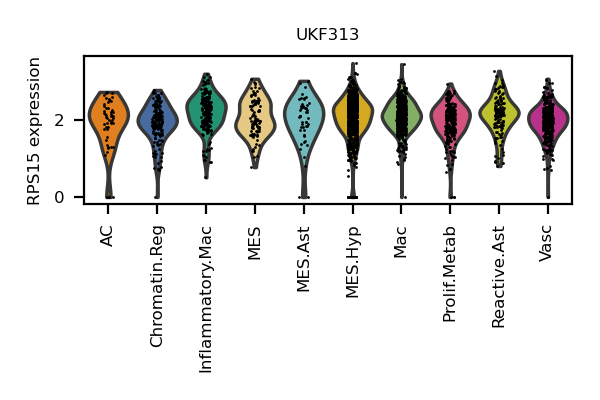 UKF313
RPS15 expression
2
0
AC
Chromatin.Reg
Inflammatory.Mac
MES
MES.Ast
MES.Hyp
Mac
Prolif.Metab
Reactive.Ast
Vasc